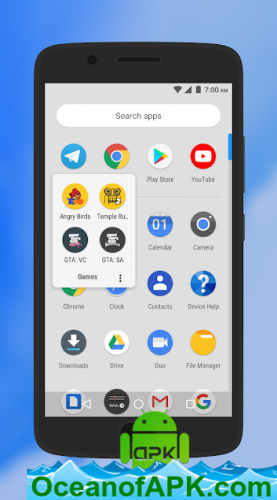 7:00 AM
Search apps
Play Store
YouTube
Angry Birds
Temple Ru..
GTA: VC
GTA: SA
01
Calendar
Camera
Games
Chrome
Clock
Contacts
Device Help
Downloads
Drive
Duo
File Manager
apk
OceanofAPK.com